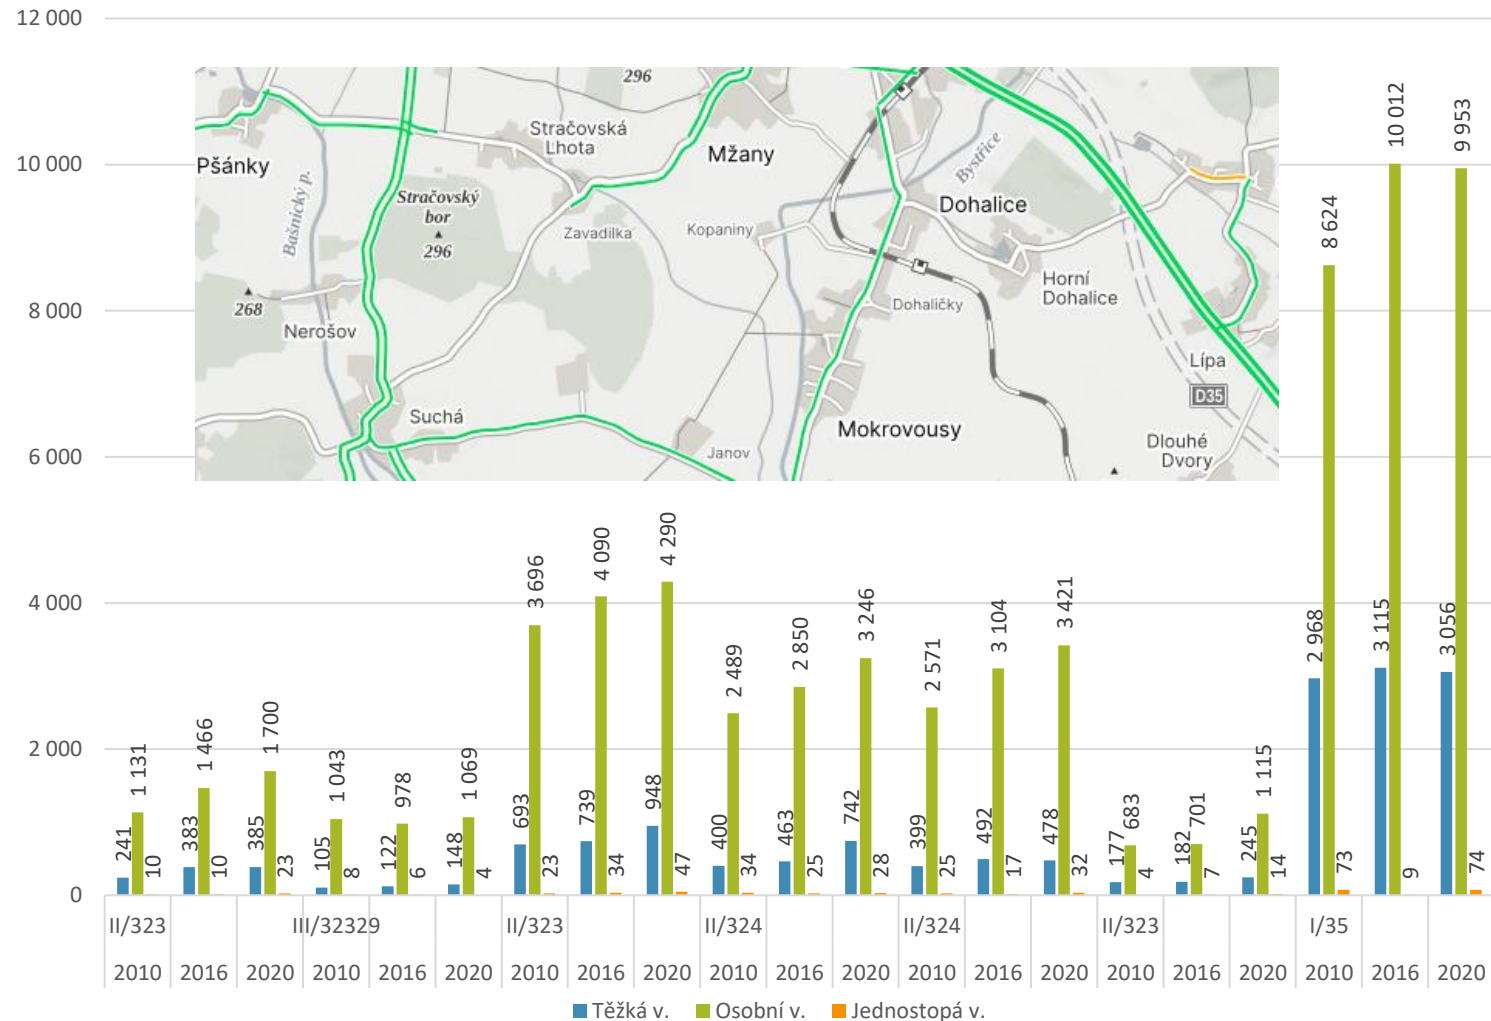 12 000
10 000
8 000
6 000
4 000
2 000
0
296
Stračovská
Lhota
Mžany
Pšánky
Bašnický p.
Stračovský
bor
296
Zavadilka
Kopaniny
Bystřice
Dohalice
268
Nerošov
Horní
Dohalice
Dohaličky
Lípa
D35
Suchá
Janov
Mokrovousy
Dlouhé
Dvory
241 1 131 10
383 1 466 10
385 1 700 23
105 1 043 8
122 978 6
148 1 069 4
693 3 696 23
739 4 090 34
948 4 290 47
400 2 489 34
463 2 850 25
742 3 246 28
399 2 571 25
492 3 104 17
478 3 421 32
177 683 4
182 701 7
245 1 115 14
2 968 8 624 73
3 115 10 012 9
3 056 9 953 74
II/323 III/32329 II/323 II/324 II/324 II/323 I/35
2010 2016 2020 2010 2016 2020 2010 2016 2020 2010 2016 2020 2010 2016 2020 2010 2016 2020 2010 2016 2020
Těžká v. Osobní v. Jednostopá v.